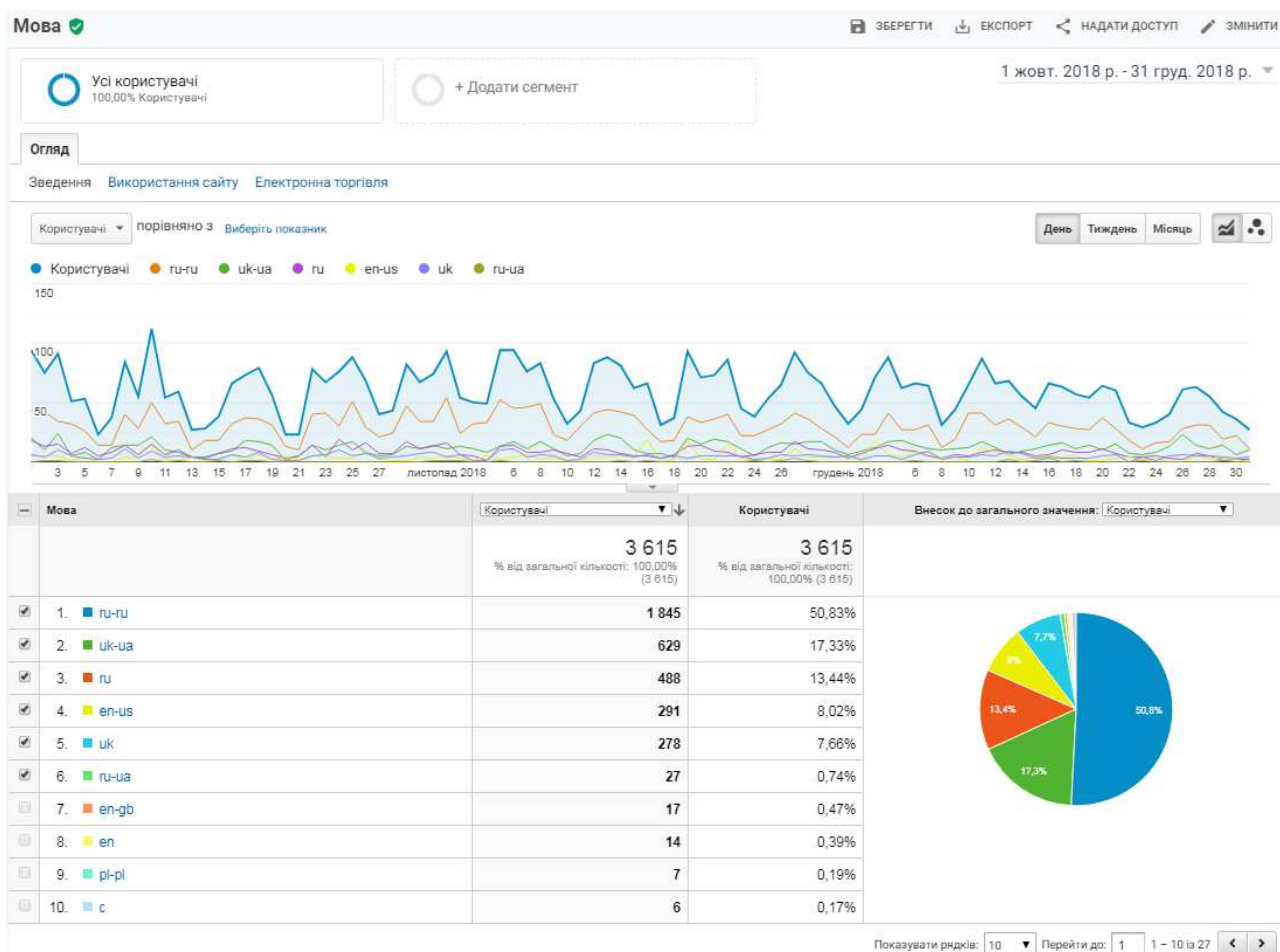 Мова
ЗБЕРЕГТИ ЕКСПОРТ НАДАТИ ДОСТУП ЗМІНИТИ
Усі користувачі
100,00% Користувачі
+ Додати сегмент
1 жовт. 2018 р. - 31 груд. 2018 р.
Огляд
Зведення Використання сайту Електронна торгівля
Користувачі порівняно з Виберіть показник
День Тиждень Місяць
Користувачі ru-ru uk-ua ru en-us uk ru-ua
150
100
50
3 5 7 9 11 13 15 17 19 21 23 25 27 листопад 2018 6 8 10 12 14 16 18 20 22 24 26 грудень 2018 6 8 10 12 14 16 18 20 22 24 26 28 30
Мова Користувачі Користувачі Внесок до загального значення: Користувачі
3 615 3 615
% від загальної кількості: 100,00% (3 615)
% від загальної кількості: 100,00% (3 615)
1. ru-ru 1 845 50,83%
2. uk-ua 629 17,33%
3. ru 488 13,44%
4. en-us 291 8,02%
5. uk 278 7,66%
6. ru-ua 27 0,74%
7. en-gb 17 0,47%
8. en 14 0,39%
9. pl-pl 7 0,19%
10. c 6 0,17%
7,7%
8%
13,4%
50,8%
17,3%
Показувати рядків: 10 Перейти до: 1 1 – 10 із 27